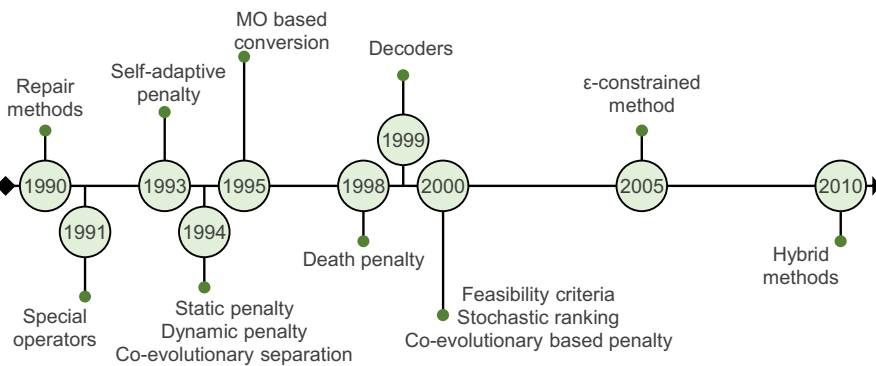 MO based
conversion
Decoders
Self-adaptive
penalty
ε-constrained
method
Repair
methods
1999
1990
1993
1995
1998
2000
2005
2010
1991
1994
Death penalty
Hybrid
methods
Special
operators
Static penalty
Dynamic penalty
Co-evolutionary separation
Feasibility criteria
Stochastic ranking
Co-evolutionary based penalty